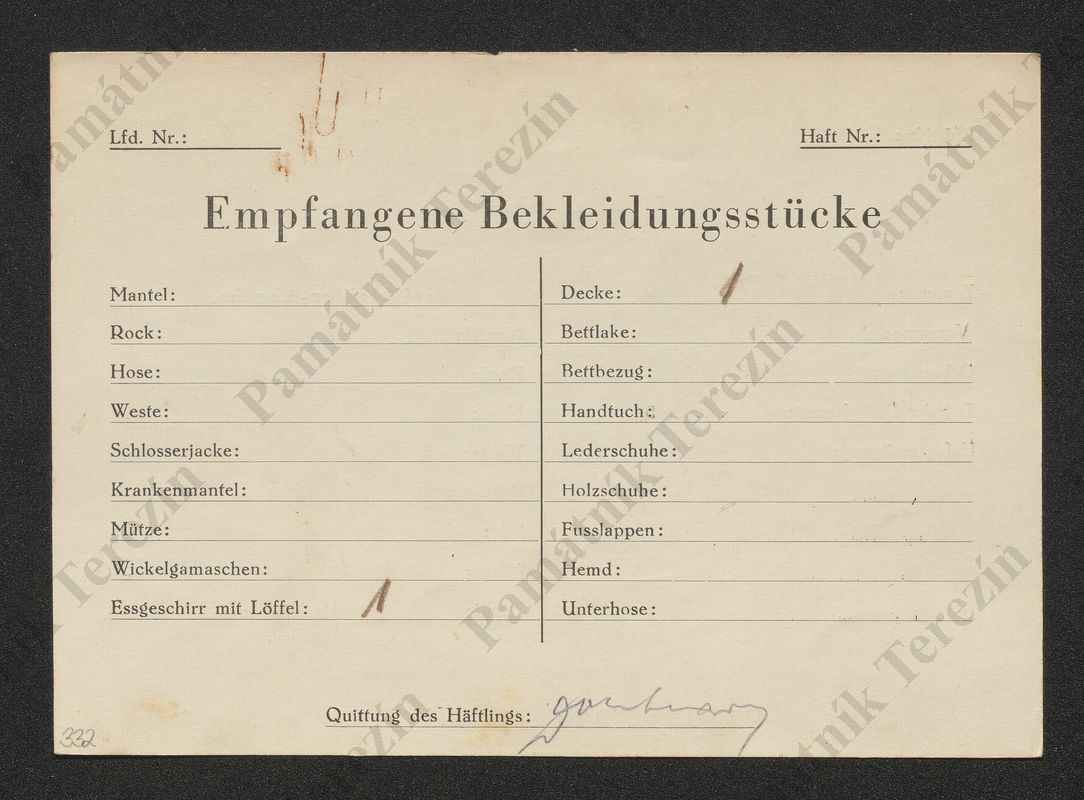 Lfd. Nr.:
Haft Nr.:
Empfangene Bekleidungsstücke
Mantel:
Rock:
Hose:
Weste:
Schlosserjacke:
Krankenmantel:
Mütze:
Wickelgamaschen:
Essgeschirr mit Löffel: 1
Decke: 1
Bettlake:
Bettbezug:
Handtuch:
Lederschuhe:
Holzschuhe:
Fusslappen:
Hemd:
Unterhose:
Quittung des Häftlings:
332
Památník Terezín